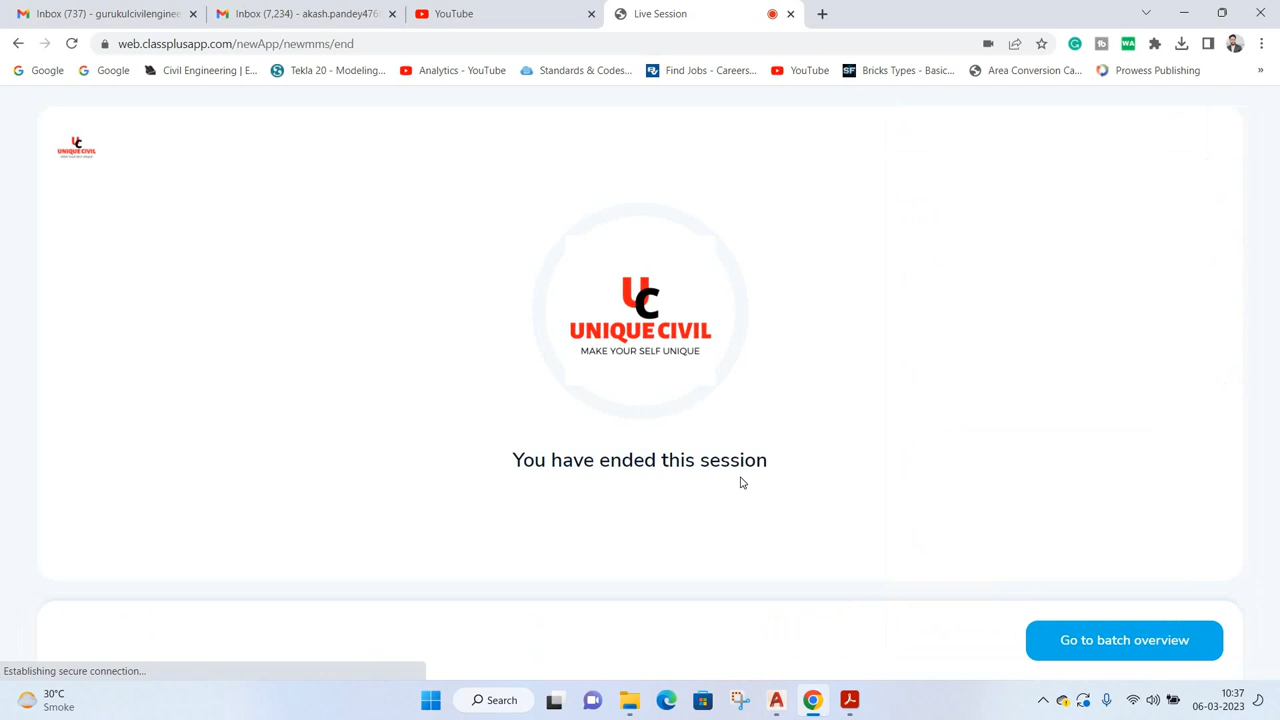 Inbox (737) - gurukulcivilengineer
Inbox (7,234) - akash.pandey476
YouTube
Live Session
web.classplusapp.com/newApp/newmms/end
Google
Google
Civil Engineering | E...
Tekla 20 - Modeling...
Analytics - YouTube
Standards & Codes...
Find Jobs - Careers...
YouTube
Bricks Types - Basic...
Area Conversion Ca...
Prowess Publishing
UC
UNIQUE CIVIL
UC
UNIQUE CIVIL
MAKE YOUR SELF UNIQUE
You have ended this session
Go to batch overview
Establishing secure connection...
30°C
Smoke
Search
10:37
06-03-2023